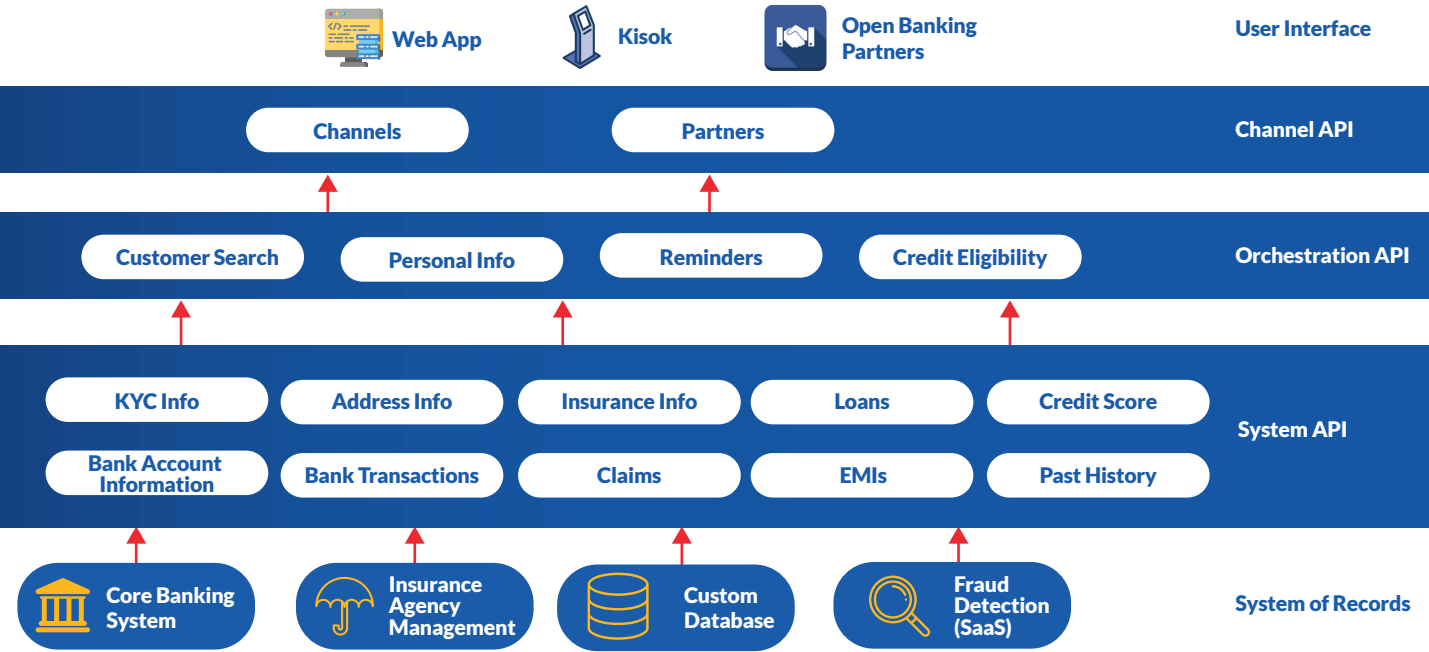 Web App
Kisok
Open Banking
Partners
User Interface
Channels
Partners
Channel API
Customer Search
Personal Info
Reminders
Credit Eligibility
Orchestration API
KYC Info
Address Info
Insurance Info
Loans
Credit Score
System API
Bank Account
Information
Bank Transactions
Claims
EMIs
Past History
Core Banking
System
Insurance
Agency
Management
Custom
Database
Fraud
Detection
(SaaS)
System of Records